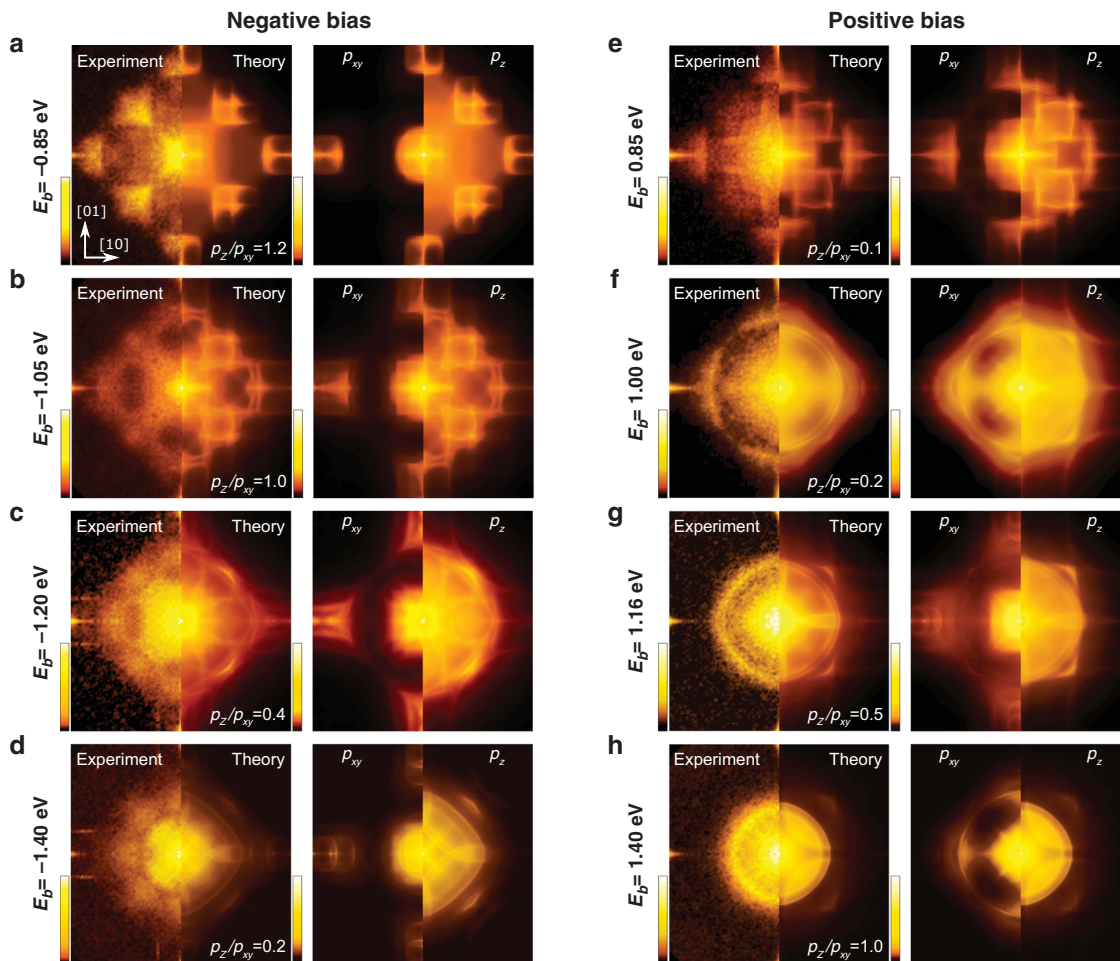 Negative bias
Positive bias
a
Experiment Theory
p_xy p_z
E_b= −0.85 eV
[01]
[10]
p_z/p_xy=1.2
b
Experiment Theory
p_xy p_z
E_b= −1.05 eV
p_z/p_xy=1.0
c
Experiment Theory
p_xy p_z
E_b= −1.20 eV
p_z/p_xy=0.4
d
Experiment Theory
p_xy p_z
E_b= −1.40 eV
p_z/p_xy=0.2
e
Experiment Theory
p_xy p_z
E_b= 0.85 eV
p_z/p_xy=0.1
f
Experiment Theory
p_xy p_z
E_b= 1.00 eV
p_z/p_xy=0.2
g
Experiment Theory
p_xy p_z
E_b= 1.16 eV
p_z/p_xy=0.5
h
Experiment Theory
p_xy p_z
E_b= 1.40 eV
p_z/p_xy=1.0